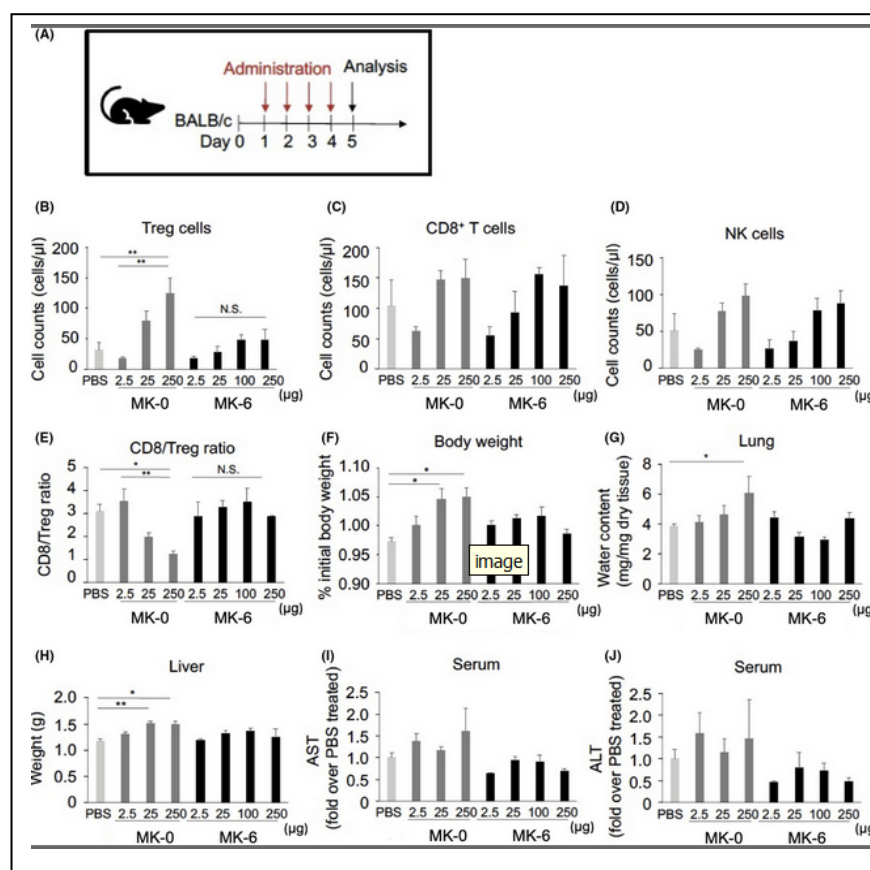 (A)
Administration Analysis
BALB/c
Day 0 1 2 3 4 5
(B) Treg cells
Cell counts (cells/μl)
200
150
100
50
0
** 
**
N.S.
PBS 2.5 25 250 2.5 25 100 250 (μg)
MK-0 MK-6
(C) CD8+ T cells
Cell counts (cells/μl)
200
150
100
50
0
PBS 2.5 25 250 2.5 25 100 250 (μg)
MK-0 MK-6
(D) NK cells
Cell counts (cells/μl)
150
100
50
0
PBS 2.5 25 250 2.5 25 100 250 (μg)
MK-0 MK-6
(E) CD8/Treg ratio
CD8/Treg ratio
5
4
3
2
1
0
*
**
N.S.
PBS 2.5 25 250 2.5 25 100 250 (μg)
MK-0 MK-6
(F) Body weight
% initial body weight
1.10
1.05
1.00
0.95
0.90
*
*
image
PBS 2.5 25 250 2.5 25 100 250 (μg)
MK-0 MK-6
(G) Lung
Water content
(mg/mg dry tissue)
8
6
4
2
0
*
PBS 2.5 25 250 2.5 25 100 250 (μg)
MK-0 MK-6
(H) Liver
Weight (g)
2.0
1.5
1.0
0.5
0
*
**
PBS 2.5 25 250 2.5 25 100 250 (μg)
MK-0 MK-6
(I) Serum
AST
(fold over PBS treated)
2.5
2.0
1.5
1.0
0.5
0
PBS 2.5 25 250 2.5 25 100 250 (μg)
MK-0 MK-6
(J) Serum
ALT
(fold over PBS treated)
2.5
2.0
1.5
1.0
0.5
0
PBS 2.5 25 250 2.5 25 100 250 (μg)
MK-0 MK-6